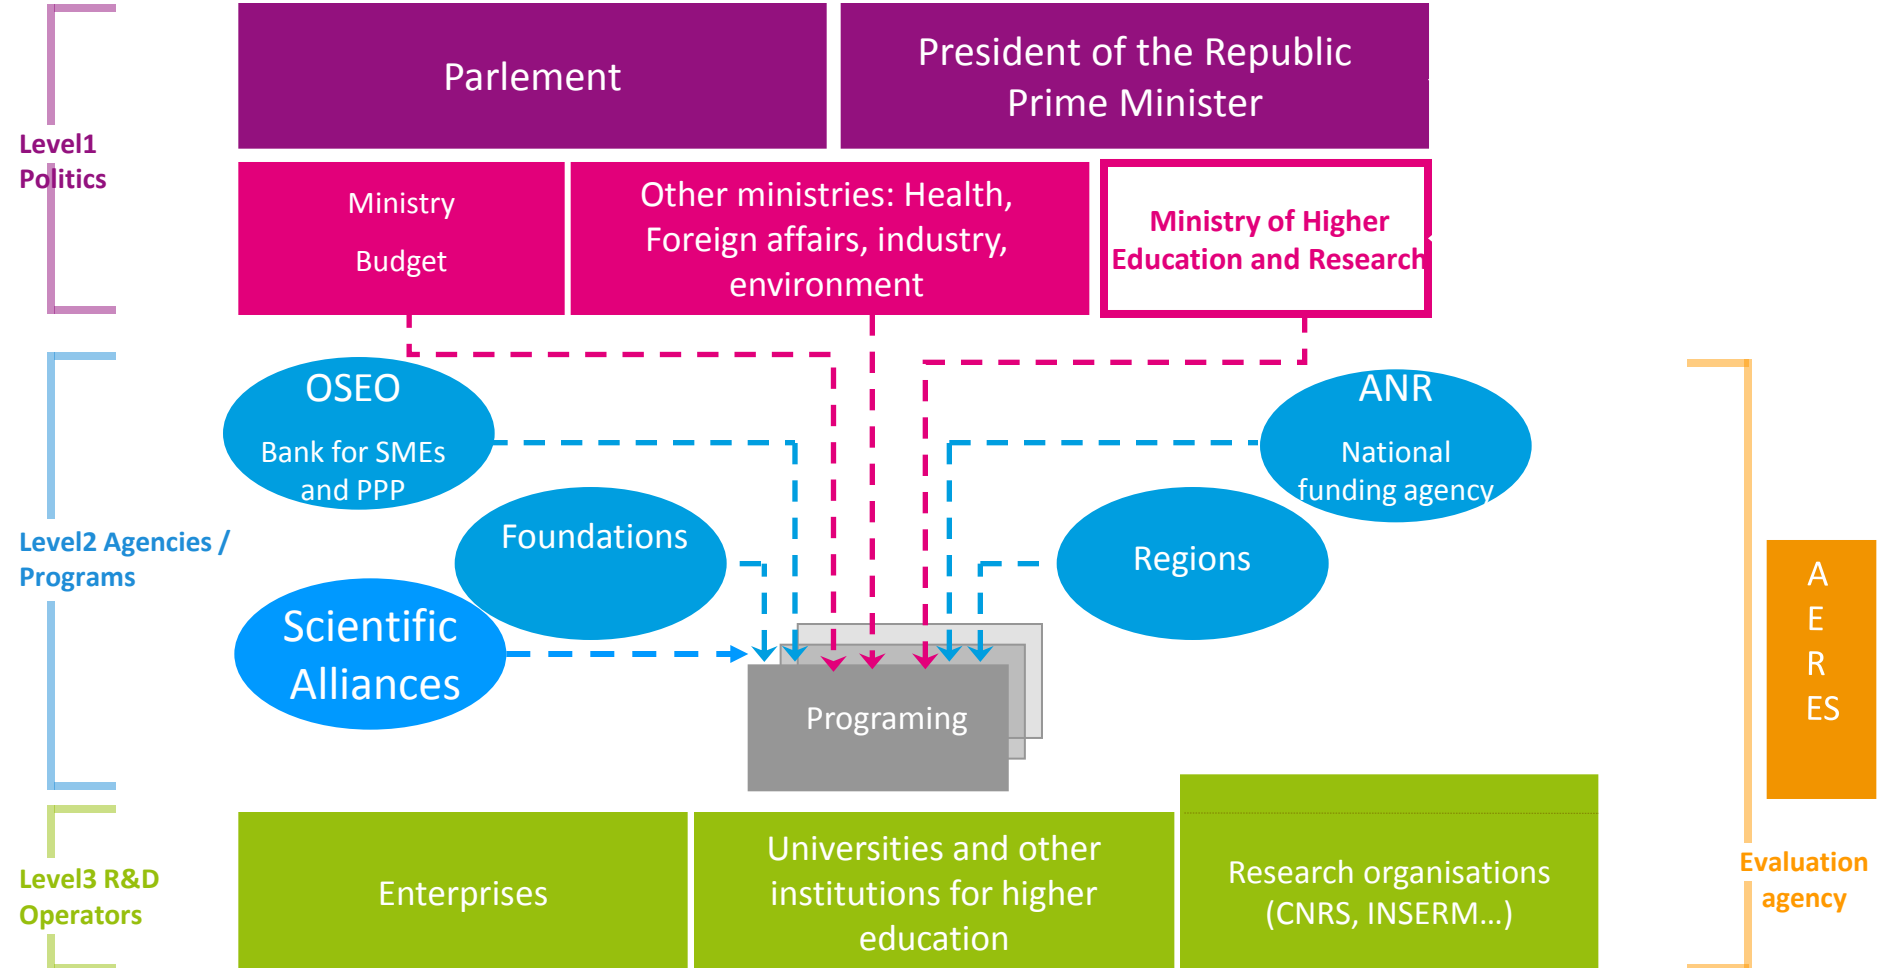 Parlement
President of the Republic
Prime Minister
Level1
Politics
Ministry
Budget
Other ministries: Health,
Foreign affairs, industry,
environment
Ministry of Higher
Education and Research
OSEO
Bank for SMEs
and PPP
ANR
National
funding agency
Foundations
Regions
Level2 Agencies /
Programs
Scientific
Alliances
Programing
A
E
R
ES
Level3 R&D
Operators
Enterprises
Universities and other
institutions for higher
education
Research organisations
(CNRS, INSERM...)
Evaluation
agency